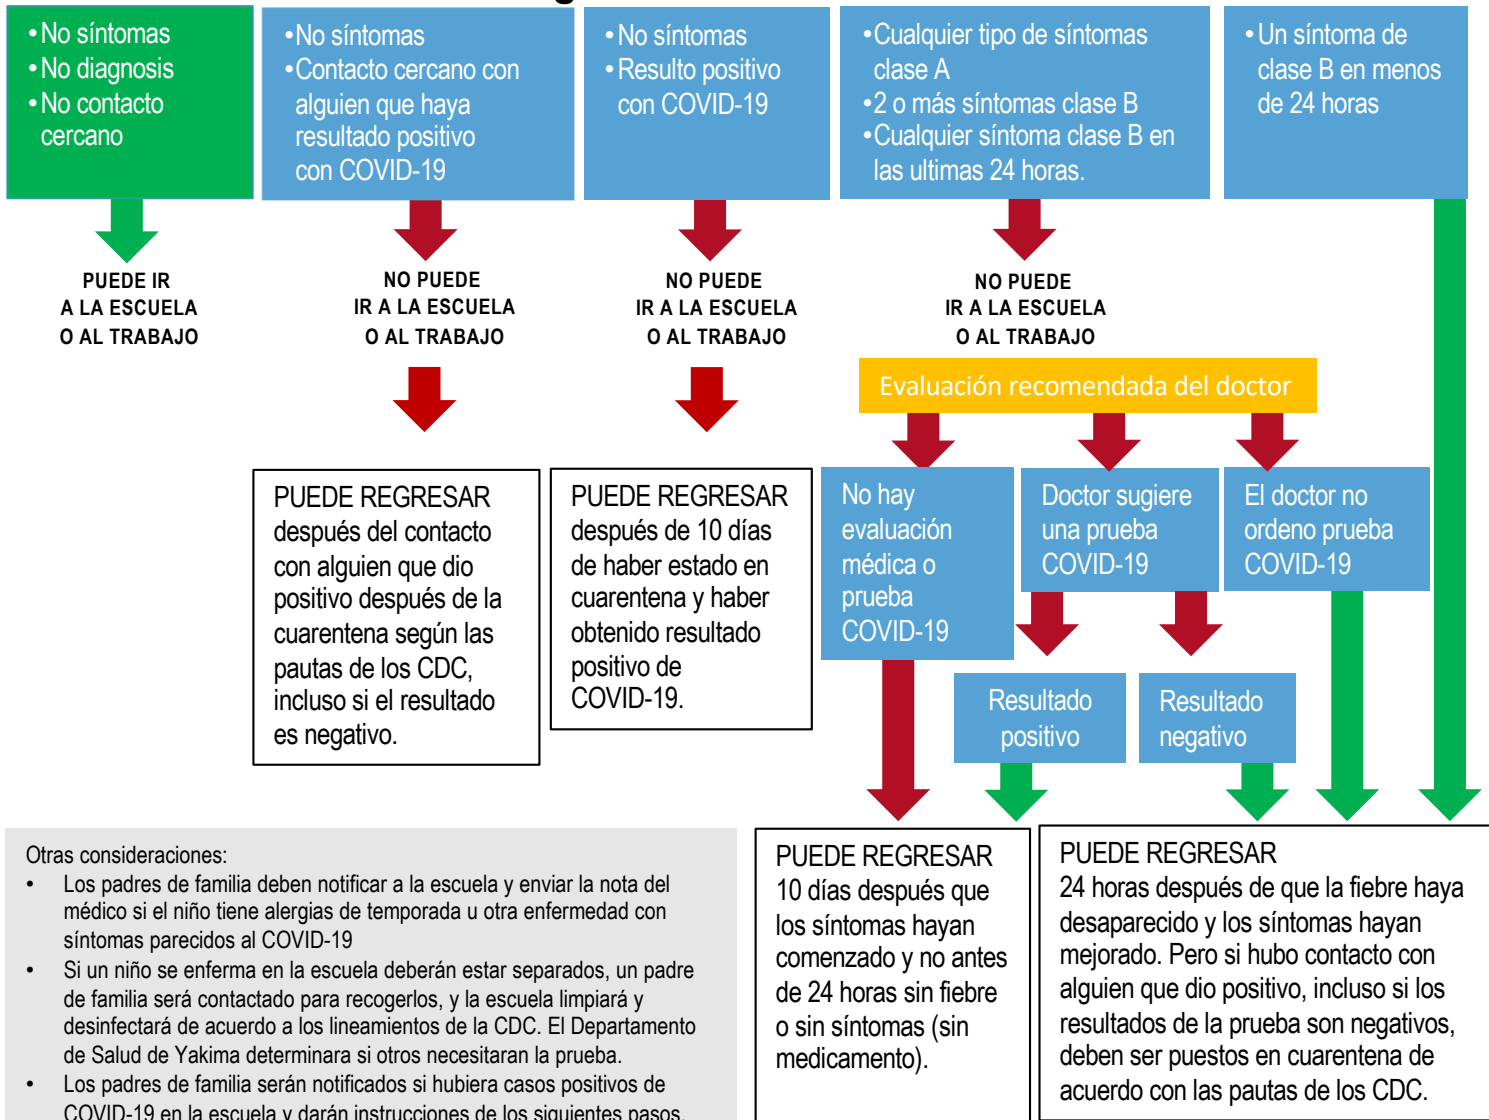 • No síntomas
• No diagnosis
• No contacto
cercano
• No síntomas
• Contacto cercano con
alguien que haya
resultado positivo
con COVID-19
• No síntomas
• Resulto positivo
con COVID-19
• Cualquier tipo de síntomas
clase A
• 2 o más síntomas clase B
• Cualquier síntoma clase B en
las ultimas 24 horas.
• Un síntoma de
clase B en menos
de 24 horas
PUEDE IR
A LA ESCUELA
O AL TRABAJO
NO PUEDE
IR A LA ESCUELA
O AL TRABAJO
NO PUEDE
IR A LA ESCUELA
O AL TRABAJO
NO PUEDE
IR A LA ESCUELA
O AL TRABAJO
Evaluación recomendada del doctor
PUEDE REGRESAR
después del contacto
con alguien que dio
positivo después de la
cuarentena según las
pautas de los CDC,
incluso si el resultado
es negativo.
PUEDE REGRESAR
después de 10 días
de haber estado en
cuarentena y haber
obtenido resultado
positivo de
COVID-19.
No hay
evaluación
médica o
prueba
COVID-19
Doctor sugiere
una prueba
COVID-19
El doctor no
ordeno prueba
COVID-19
Resultado
positivo
Resultado
negativo
Otras consideraciones:
• Los padres de familia deben notificar a la escuela y enviar la nota del
médico si el niño tiene alergias de temporada u otra enfermedad con
síntomas parecidos al COVID-19
• Si un niño se enferma en la escuela deberán estar separados, un padre
de familia será contactado para recogerlos, y la escuela limpiará y
desinfectará de acuerdo a los lineamientos de la CDC. El Departamento
de Salud de Yakima determinara si otros necesitaran la prueba.
• Los padres de familia serán notificados si hubiera casos positivos de
COVID-19 en la escuela y darán instrucciones de los siguientes pasos.
PUEDE REGRESAR
10 días después que
los síntomas hayan
comenzado y no antes
de 24 horas sin fiebre
o sin síntomas (sin
medicamento).
PUEDE REGRESAR
24 horas después de que la fiebre haya
desaparecido y los síntomas hayan
mejorado. Pero si hubo contacto con
alguien que dio positivo, incluso si los
resultados de la prueba son negativos,
deben ser puestos en cuarentena de
acuerdo con las pautas de los CDC.